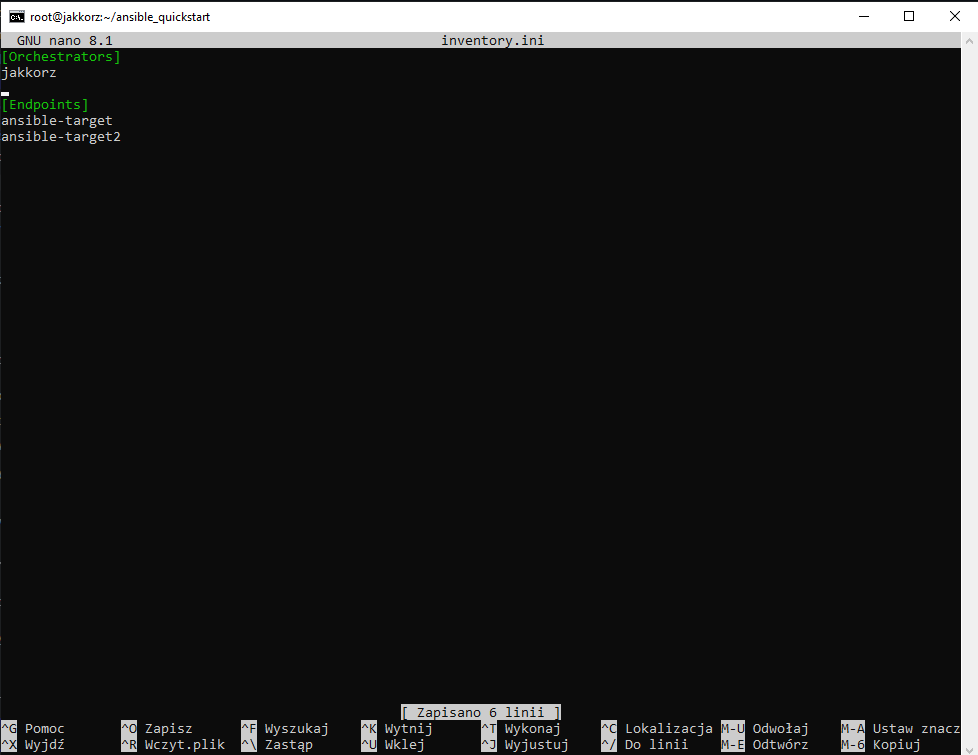 root@jakkorz:~/ansible_quickstart
GNU nano 8.1 inventory.ini
[Orchestrators]
jakkorz
[Endpoints]
ansible-target
ansible-target2
[ Zapisano 6 linii ]
^G Pomoc ^O Zapisz ^F Wyszukaj ^K Wytnij ^T Wykonaj ^C Lokalizacja M-U Odwołaj M-A Ustaw znacz
^X Wyjdź ^R Wczyt.plik ^\ Zastąp ^U Wklej ^J Wyjustuj ^/ Do linii M-E Odtwórz M-6 Kopiuj